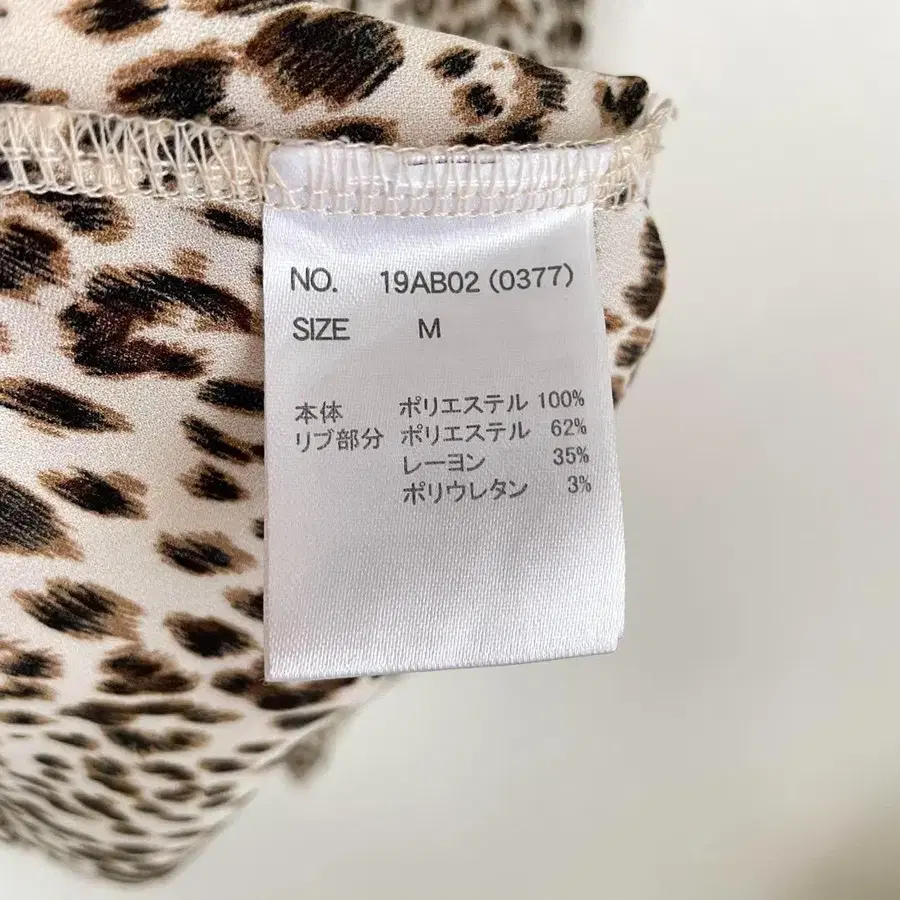 NO. 19AB02 (0377)
SIZE M
本体 ポリエステル 100%
リブ部分 ポリエステル 62%
レーヨン 35%
ポリウレタン 3%